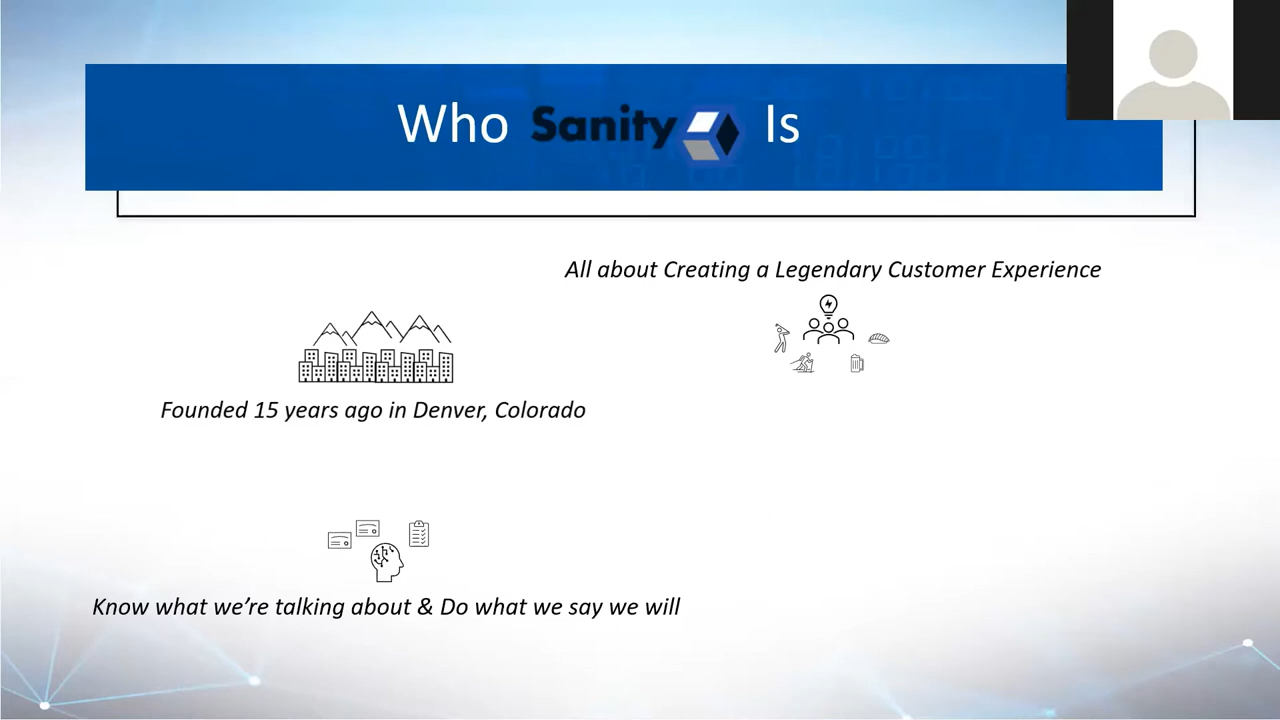 Who Sanity Is
All about Creating a Legendary Customer Experience
Founded 15 years ago in Denver, Colorado
Know what we’re talking about & Do what we say we will